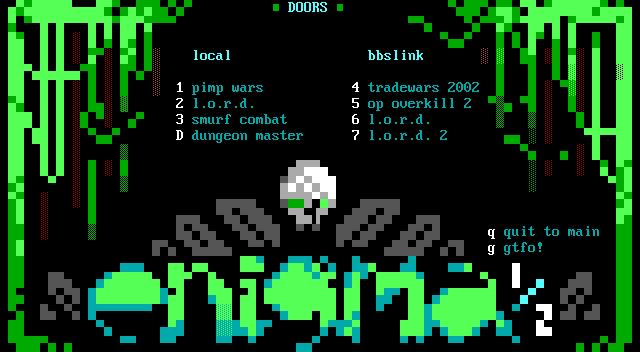 DOORS
local
1 pimp wars
2 l.o.r.d.
3 smurf combat
D dungeon master
bbslink
4 tradewars 2002
5 op overkill 2
6 l.o.r.d.
7 l.o.r.d. 2
q quit to main
g gtfo!